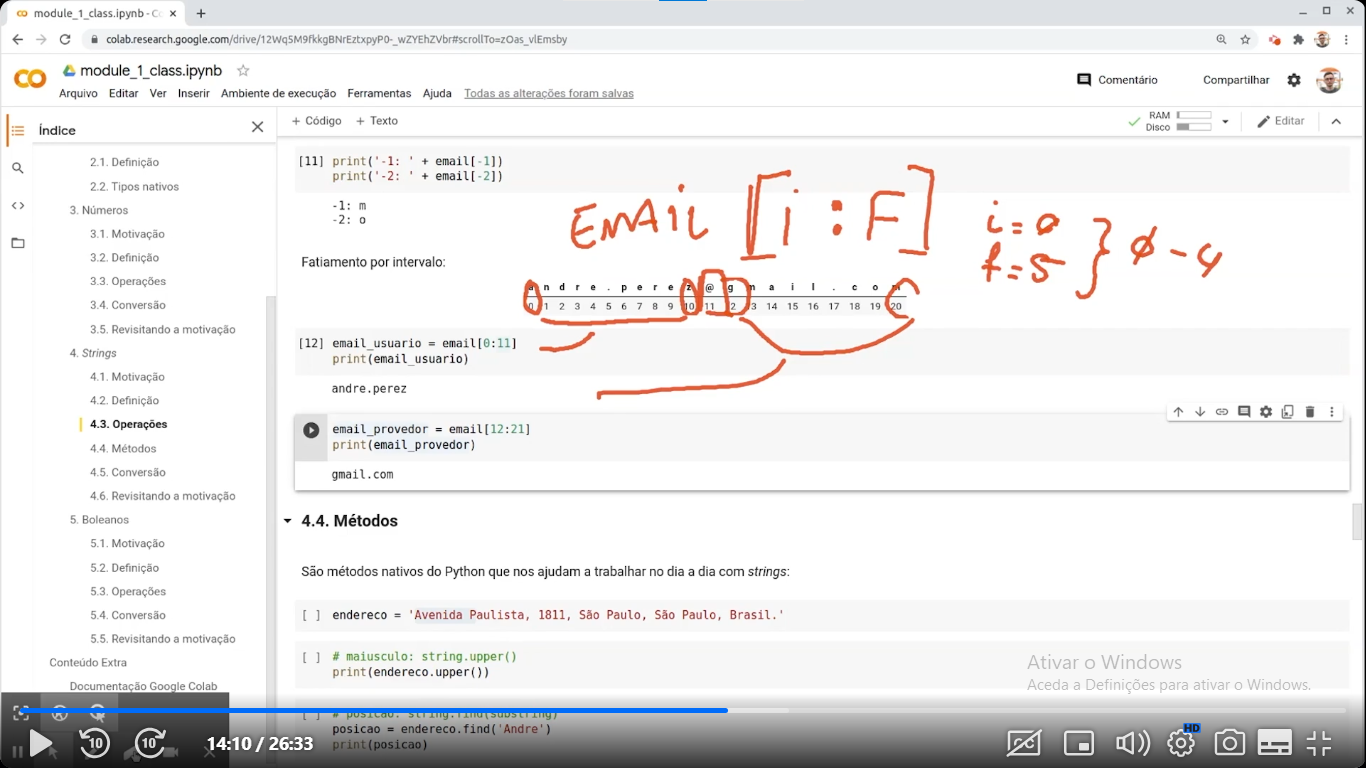 module_1_class.ipynb - Co
colab.research.google.com/drive/12Wq5M9fkkgBNrEztxpyP0-_wZYEhZVbr#scrollTo=zOas_vlEmsby
module_1_class.ipynb
Comentário Compartilhar
Arquivo Editar Ver Inserir Ambiente de execução Ferramentas Ajuda Todas as alterações foram salvas
Índice
+ Código + Texto
RAM
Disco
Editar
2.1. Definição
2.2. Tipos nativos
3. Números
3.1. Motivação
3.2. Definição
3.3. Operações
3.4. Conversão
3.5. Revisitando a motivação
4. Strings
4.1. Motivação
4.2. Definição
4.3. Operações
4.4. Métodos
4.5. Conversão
4.6. Revisitando a motivação
5. Boleanos
5.1. Motivação
5.2. Definição
5.3. Operações
5.4. Conversão
5.5. Revisitando a motivação
Conteúdo Extra
Documentação Google Colab
[11] print('-1: ' + email[-1])
print('-2: ' + email[-2])
-1: m
-2: o
EMAiL [i : F]
i = 0
f = 5
0 - 4
Fatiamento por intervalo:
a n d r e . p e r e z @ g m a i l . c o m
0 1 2 3 4 5 6 7 8 9 10 11 12 13 14 15 16 17 18 19 20
[12] email_usuario = email[0:11]
print(email_usuario)
andre.perez
email_provedor = email[12:21]
print(email_provedor)
gmail.com
4.4. Métodos
São métodos nativos do Python que nos ajudam a trabalhar no dia a dia com strings:
[ ] endereco = 'Avenida Paulista, 1811, São Paulo, São Paulo, Brasil.'
[ ] # maiusculo: string.upper()
print(endereco.upper())
[ ] # posicao: string.find(substring)
posicao = endereco.find('Andre')
print(posicao)
Ativar o Windows
Aceda a Definições para ativar o Windows.
10 10 14:10 / 26:33
CC HD